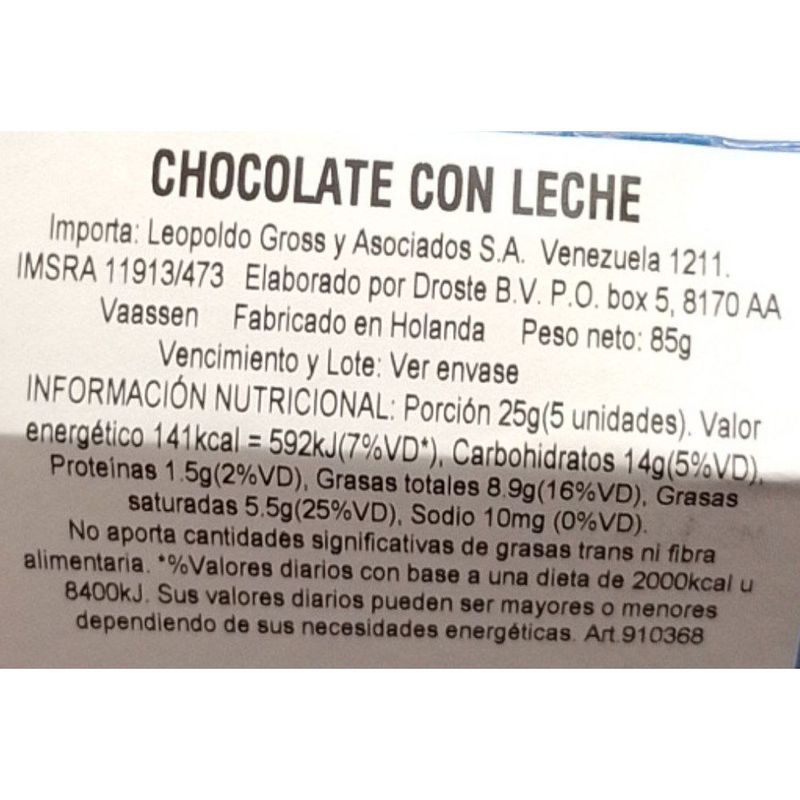 CHOCOLATE CON LECHE
Importa: Leopoldo Gross y Asociados S.A. Venezuela 1211.
IMSRA 11913/473 Elaborado por Droste B.V. P.O. box 5, 8170 AA
Vaassen Fabricado en Holanda Peso neto: 85g
Vencimiento y Lote: Ver envase
INFORMACIÓN NUTRICIONAL: Porción 25g(5 unidades). Valor
energético 141kcal = 592kJ(7%VD*), Carbohidratos 14g(5%VD),
Proteínas 1.5g(2%VD), Grasas totales 8.9g(16%VD), Grasas
saturadas 5.5g(25%VD), Sodio 10mg (0%VD).
No aporta cantidades significativas de grasas trans ni fibra
alimentaria. *%Valores diarios con base a una dieta de 2000kcal u
8400kJ. Sus valores diarios pueden ser mayores o menores
dependiendo de sus necesidades energéticas. Art.910368